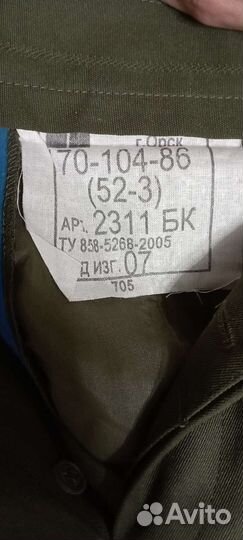 г.Орск
70-104-86
(52-3)
Арт. 2311 БК
ТУ 858-5268-2005
Д ИЗГ. 07
705
Avito